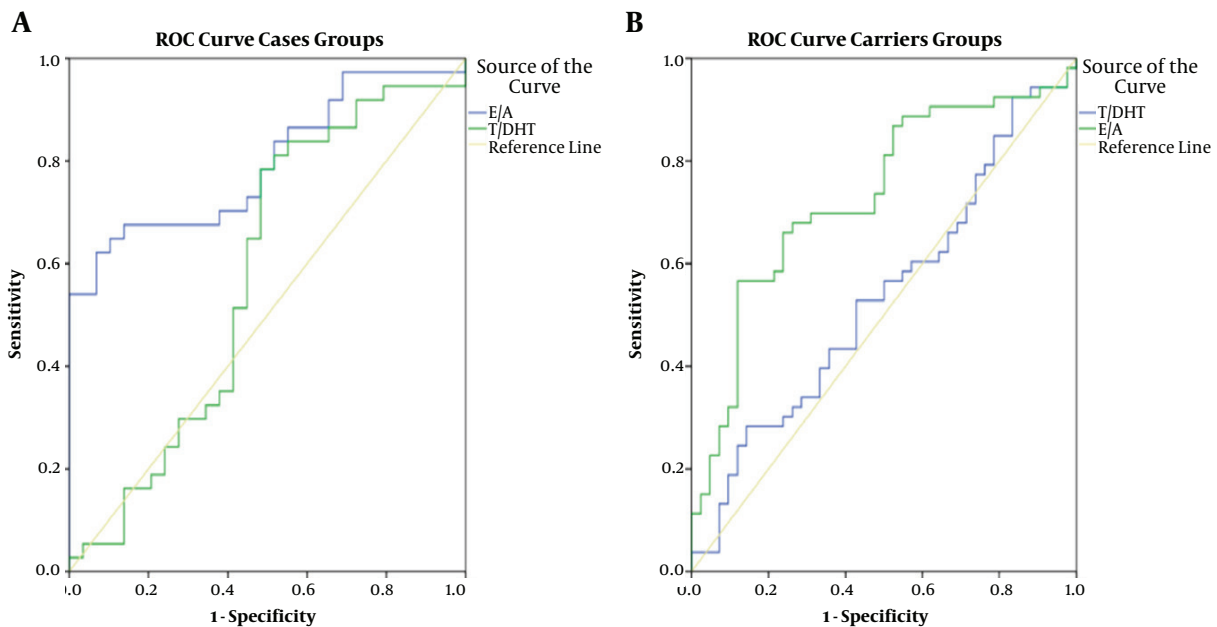 A
ROC Curve Cases Groups
1.0
0.8
0.6
0.4
0.2
0.0
Sensitivity
.0 0.2 0.4 0.6 0.8 1.0
1 - Specificity
Source of the
Curve
E/A
T/DHT
Reference Line
B
ROC Curve Carriers Groups
1.0
0.8
0.6
0.4
0.2
0.0
Sensitivity
0.0 0.2 0.4 0.6 0.8 1.0
1 - Specificity
Source of the
Curve
T/DHT
E/A
Reference Line